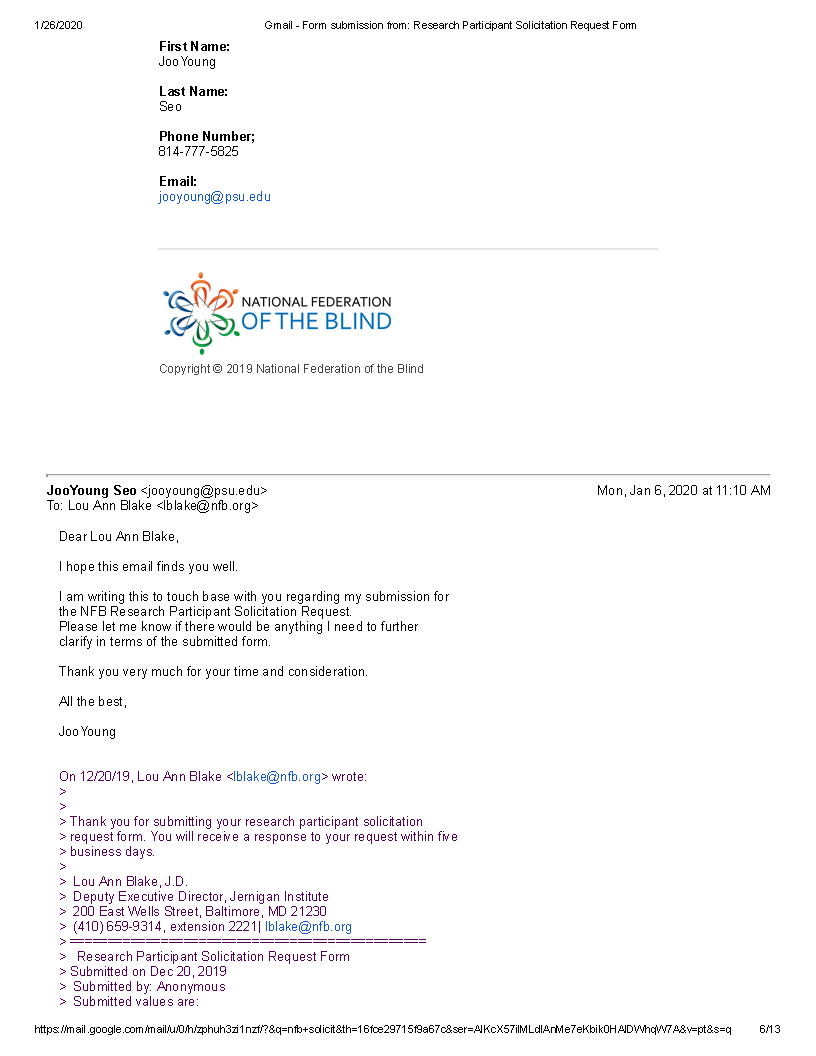 1/26/2020 Gmail - Form submission from: Research Participant Solicitation Request Form
First Name:
JooYoung
Last Name:
Seo
Phone Number;
814-777-5825
Email:
jooyoung@psu.edu
NATIONAL FEDERATION
OF THE BLIND
Copyright © 2019 National Federation of the Blind
JooYoung Seo <jooyoung@psu.edu> Mon, Jan 6, 2020 at 11:10 AM
To: Lou Ann Blake <lblake@nfb.org>
Dear Lou Ann Blake,
I hope this email finds you well.
I am writing this to touch base with you regarding my submission for
the NFB Research Participant Solicitation Request.
Please let me know if there would be anything I need to further
clarify in terms of the submitted form.
Thank you very much for your time and consideration.
All the best,
JooYoung
On 12/20/19, Lou Ann Blake <lblake@nfb.org> wrote:
>
>
> Thank you for submitting your research participant solicitation
> request form. You will receive a response to your request within five
> business days.
>
> Lou Ann Blake, J.D.
> Deputy Executive Director, Jernigan Institute
> 200 East Wells Street, Baltimore, MD 21230
> (410) 659-9314, extension 2221| lblake@nfb.org
> ===============================================
> Research Participant Solicitation Request Form
> Submitted on Dec 20, 2019
> Submitted by: Anonymous
> Submitted values are:
https://mail.google.com/mail/u/0/h/zphuh3zi1nzf/?&q=nfb+solicit&th=16fce29715f9a67c&ser=AIKcX57ilMLdlAnMe7eKbik0HAlDWhqW7A&v=pt&s=q 6/13